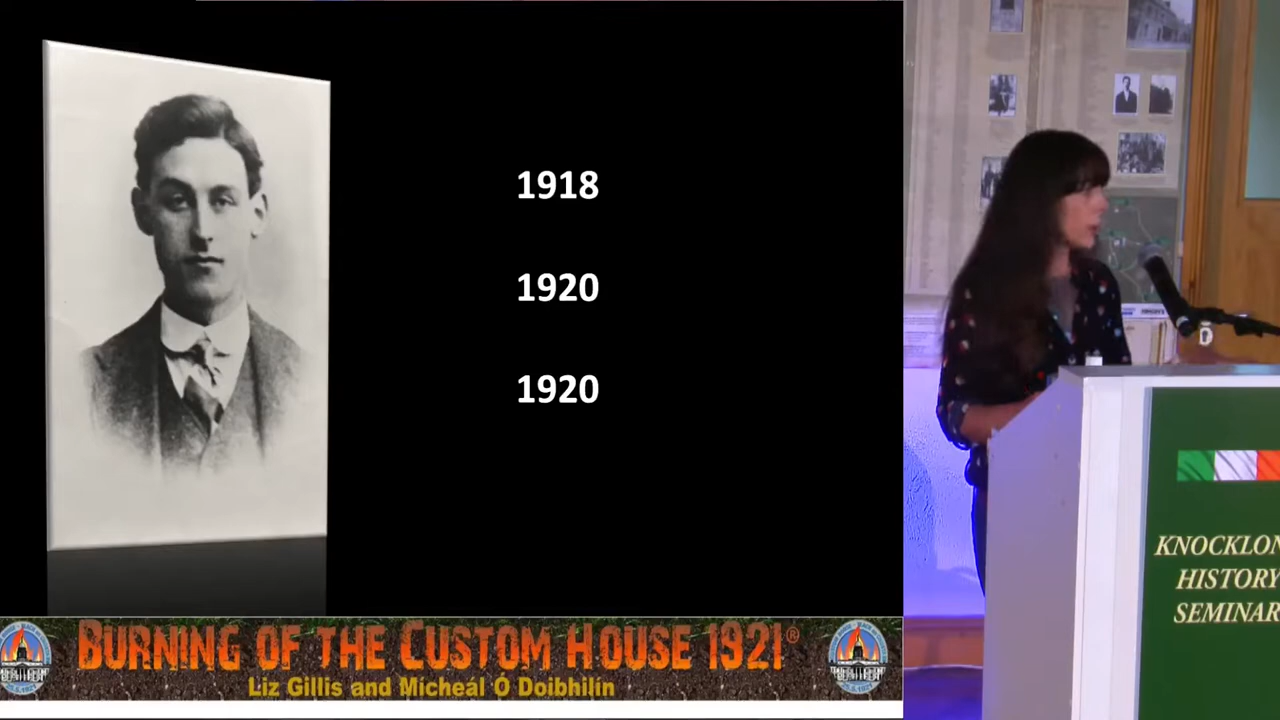 1918
1920
1920
BURNING OF THE CUSTOM HOUSE 1921®
Liz Gillis and Mícheál Ó Doibhilín
KNOCKLON
HISTORY
SEMINAR